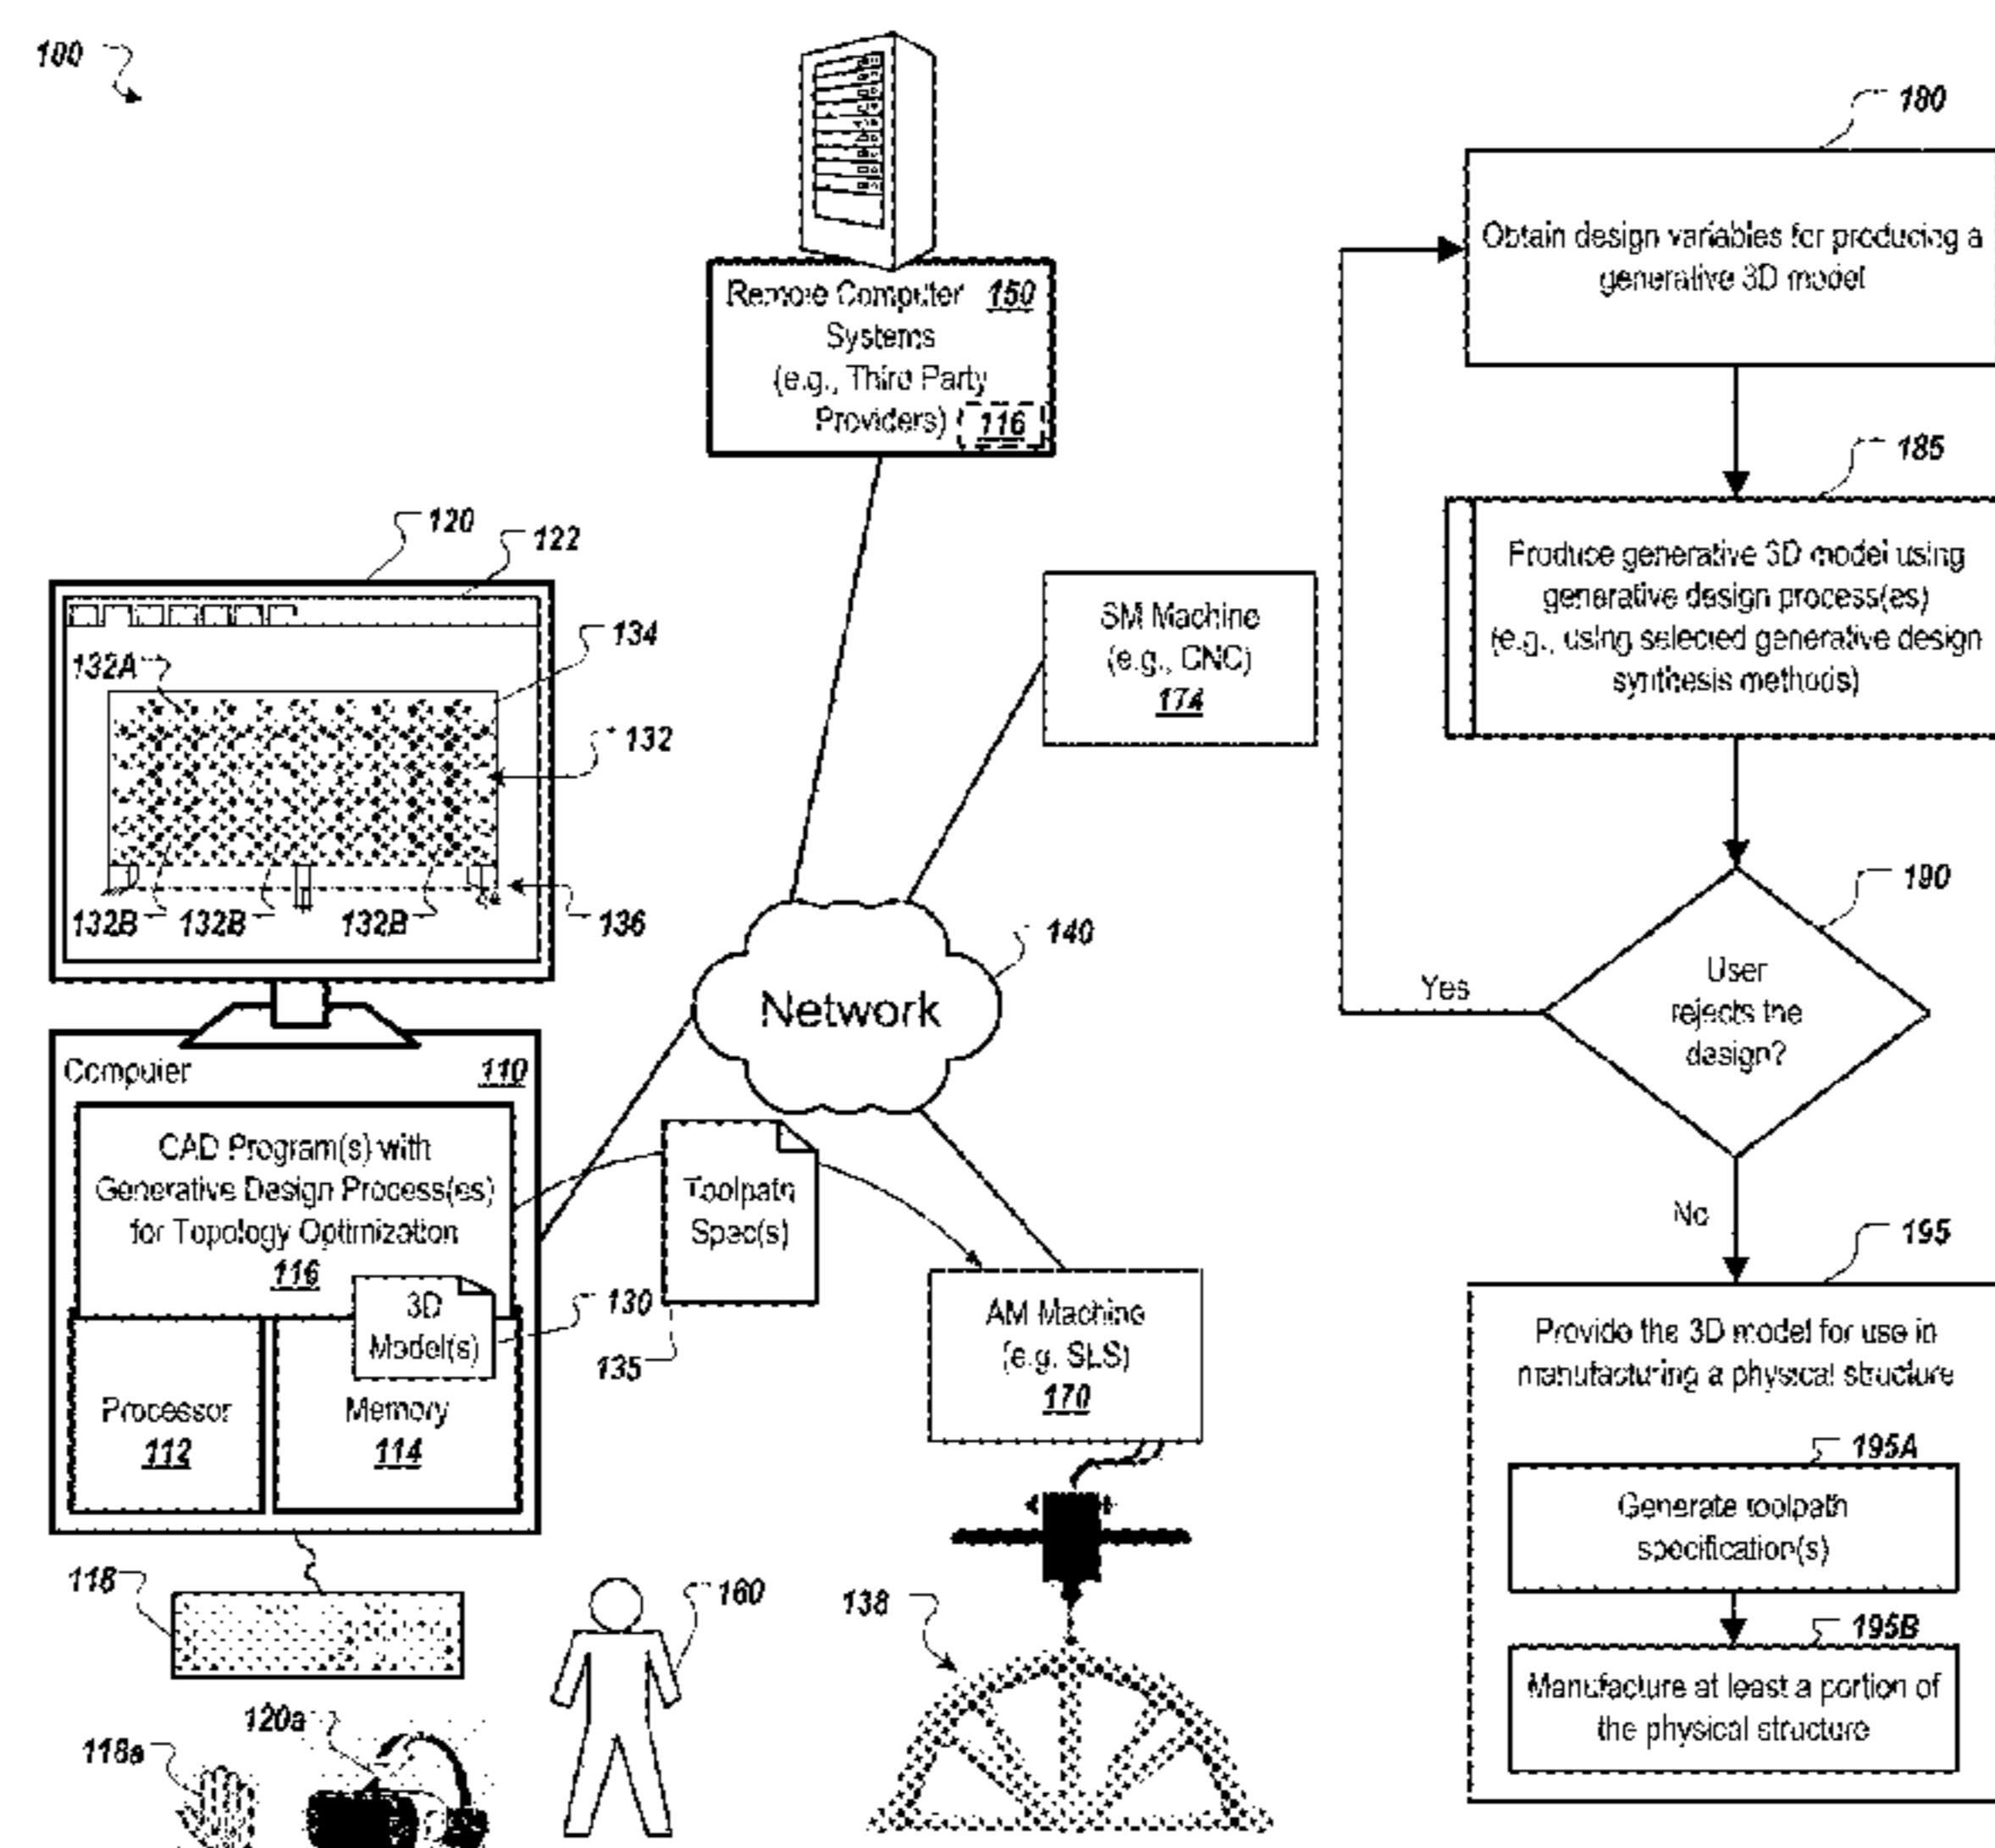 100
Remote Computer 150
Systems
(e.g., Third Party
Providers) 116
120
122
134
132A
132
132B 132B 132B
136
SM Machine
(e.g., CNC)
174
140
Network
Computer 110
CAD Program(s) with
Generative Design Process(es)
for Topology Optimization
116
3D
Model(s)
130
Processor
112
Memory
114
Toolpath
Spec(s)
135
AM Machine
(e.g. SLS)
170
118
160
138
120a
118a
180
Obtain design variables for producing a
generative 3D model
185
Produce generative 3D model using
generative design process(es)
(e.g., using selected generative design
synthesis methods)
190
User
rejects the
design?
Yes
No
195
Provide the 3D model for use in
manufacturing a physical structure
195A
Generate toolpath
specification(s)
195B
Manufacture at least a portion of
the physical structure